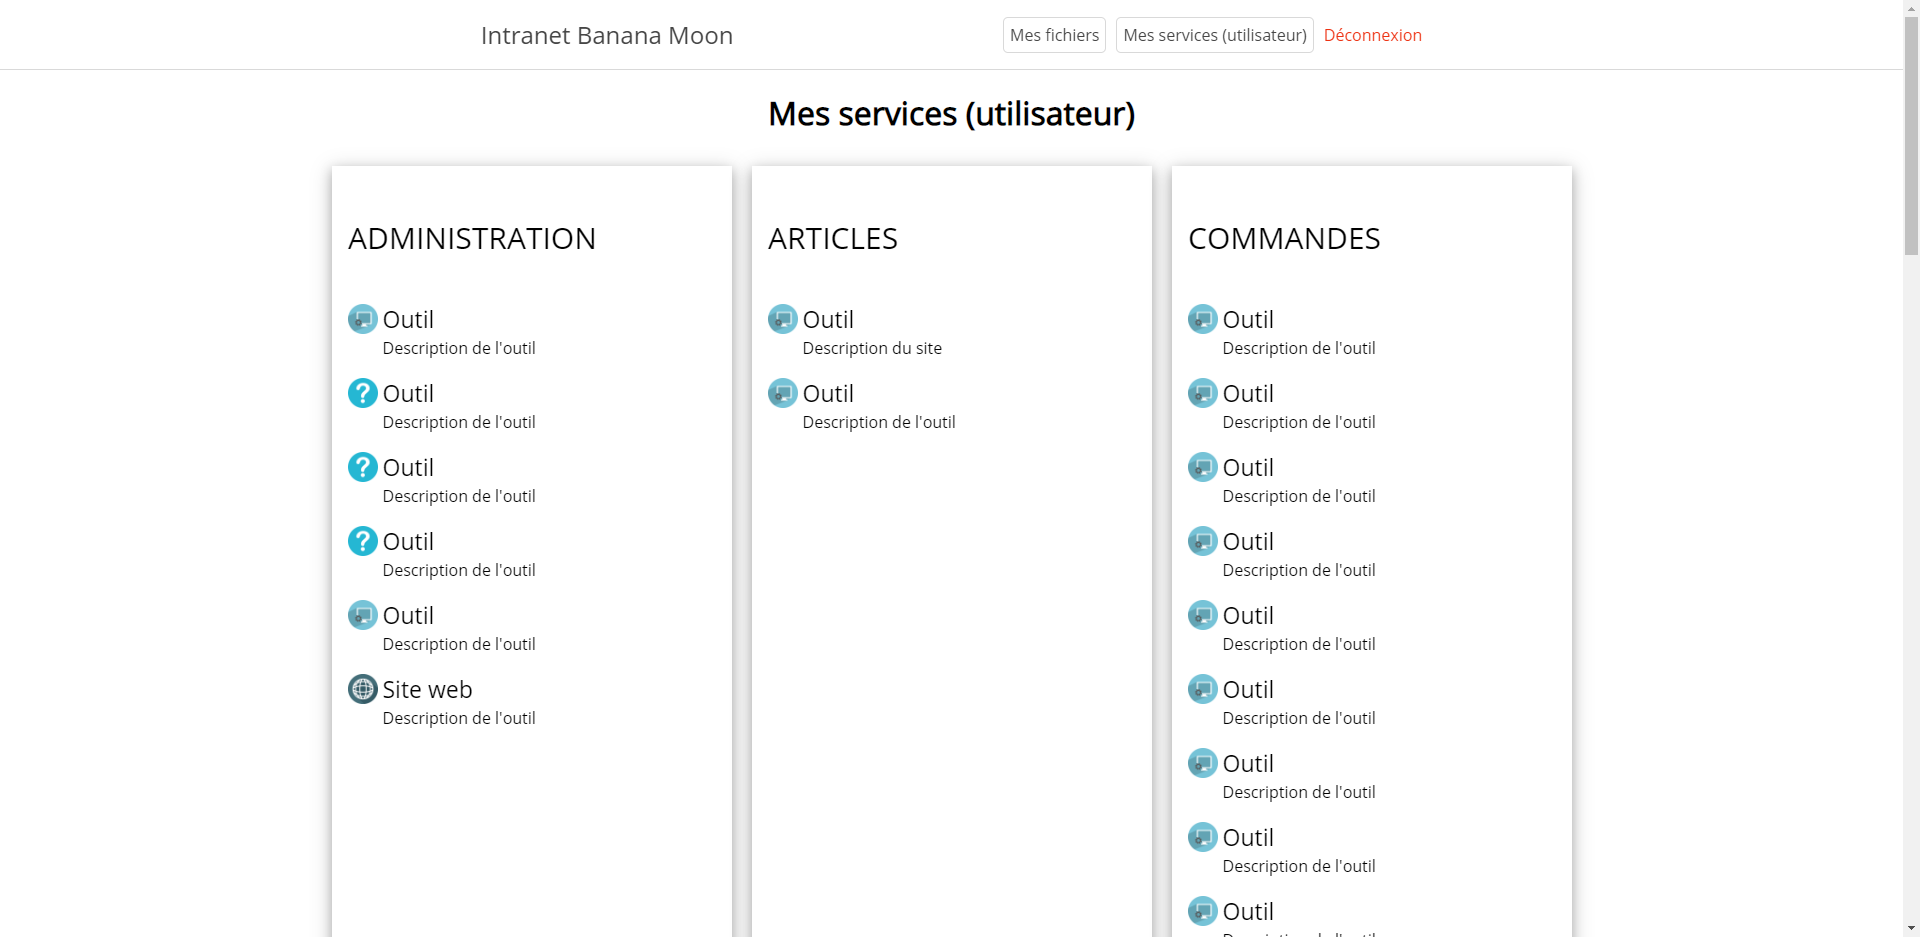 Intranet Banana Moon
Mes fichiers
Mes services (utilisateur)
Déconnexion
Mes services (utilisateur)
ADMINISTRATION
Outil
Description de l'outil
? Outil
Description de l'outil
? Outil
Description de l'outil
? Outil
Description de l'outil
Outil
Description de l'outil
Site web
Description de l'outil
ARTICLES
Outil
Description du site
Outil
Description de l'outil
COMMANDES
Outil
Description de l'outil
Outil
Description de l'outil
Outil
Description de l'outil
Outil
Description de l'outil
Outil
Description de l'outil
Outil
Description de l'outil
Outil
Description de l'outil
Outil
Description de l'outil
Outil